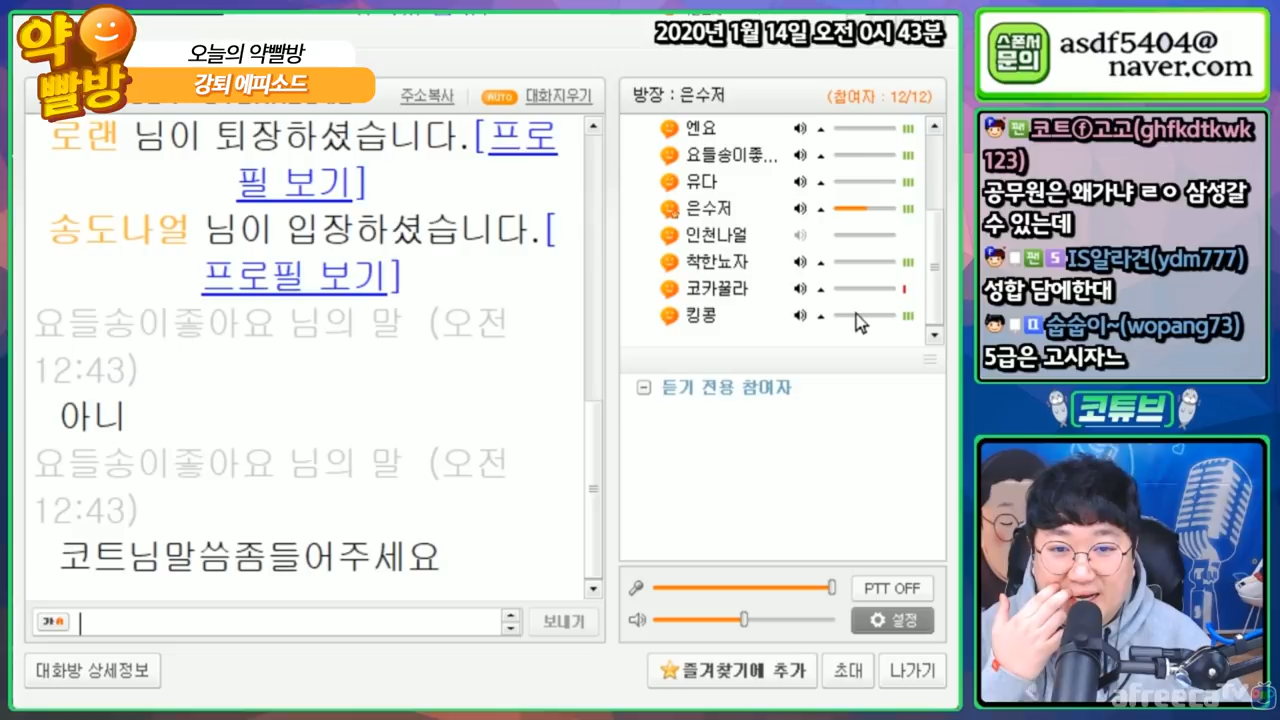 약빵방
오늘의 약빨방
강퇴 에피소드
2020년 1월 14일 오전 0시 43분
주소복사
AUTO 대화지우기
로랜 님이 퇴장하셨습니다.[프로
필 보기]
송도나얼 님이 입장하셨습니다.[
프로필 보기]
요들송이좋아요 님의 말 (오전
12:43)
아니
요들송이좋아요 님의 말 (오전
12:43)
코트님말씀좀들어주세요
가
보내기
대화방 상세정보
방장 : 은수저
(참여자 : 12/12)
엔요
요들송이좋...
유다
은수저
인천나얼
착한뇨자
코카꿀라
킹콩
듣기 전용 참여자
PTT OFF
설정
즐겨찾기에 추가
초대
나가기
스폰서
문의
asdf5404@
naver.com
팬 코트ⓕ고고(ghfkdtkwk
123)
공무원은 왜가냐 ㄹㅇ 삼성갈
수 있는데
팬 S IS알라견(ydm777)
성합 담에한대
숩숩이~(wopang73)
5급은 고시자느
코튜브
afreecaTV